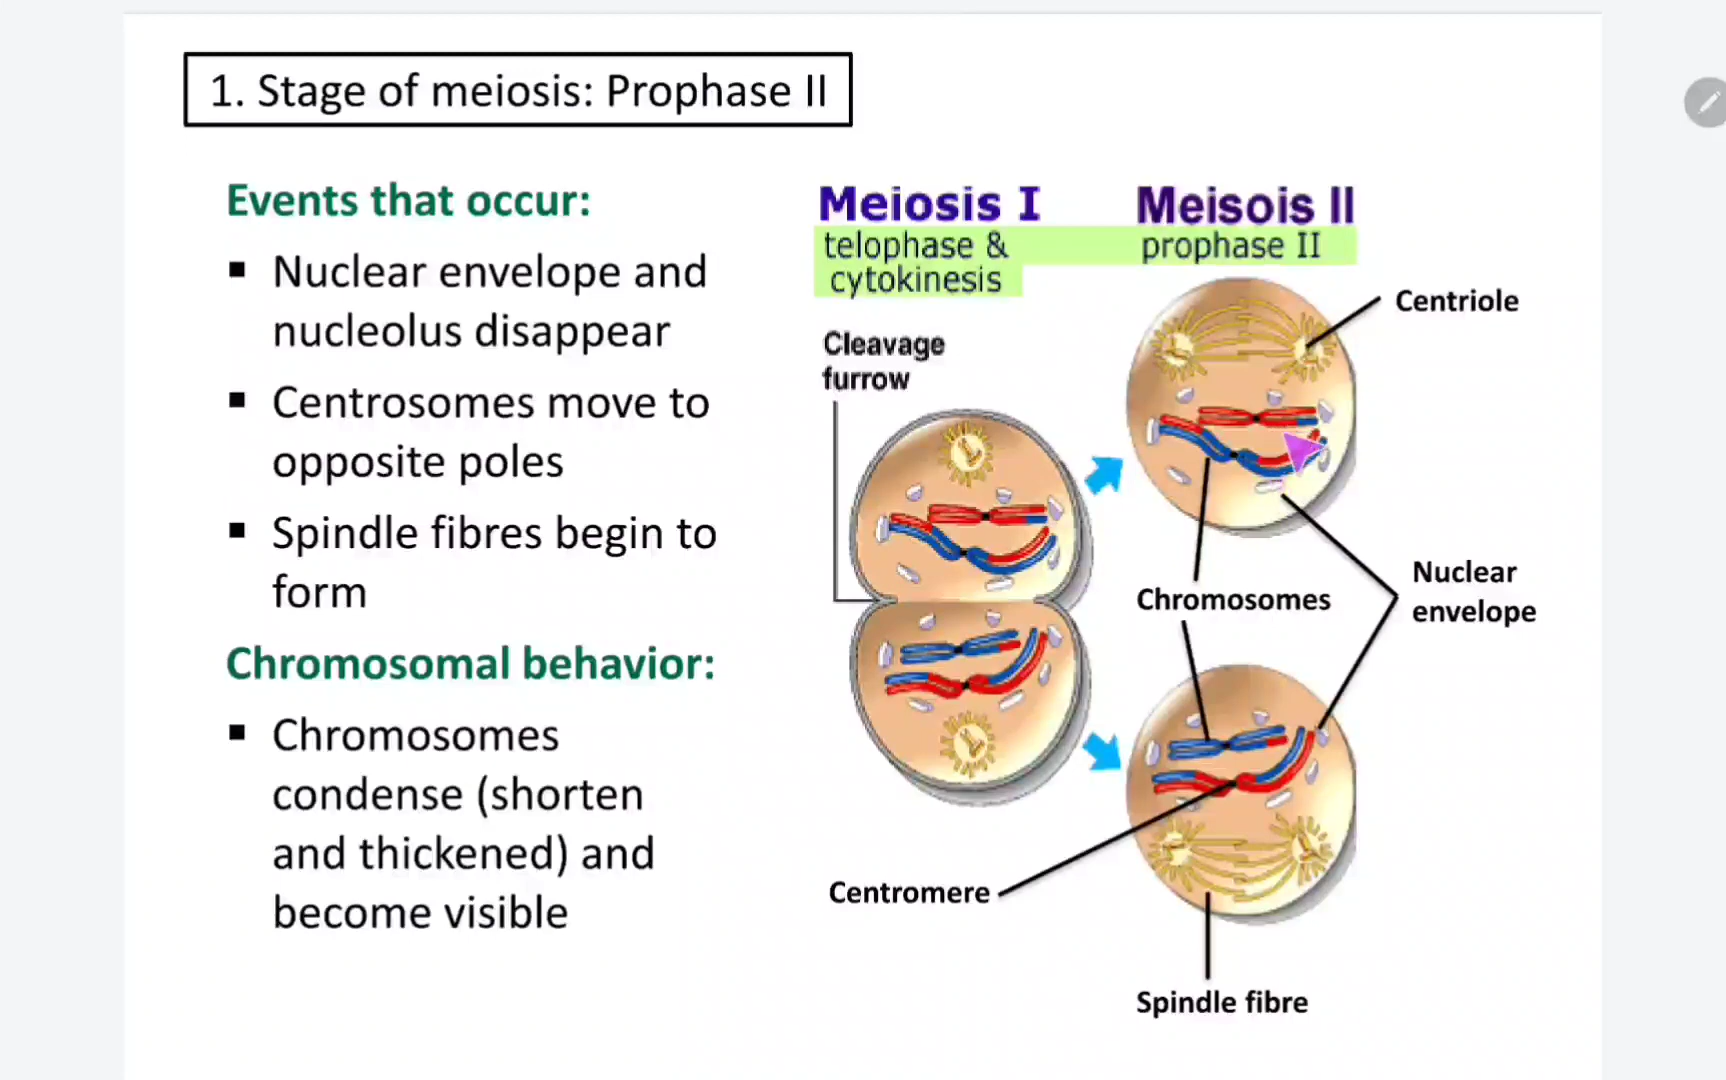 1. Stage of meiosis: Prophase II
Events that occur:
▪ Nuclear envelope and
nucleolus disappear
▪ Centrosomes move to
opposite poles
▪ Spindle fibres begin to
form
Chromosomal behavior:
▪ Chromosomes
condense (shorten
and thickened) and
become visible
Meiosis I
telophase &
cytokinesis
Meisois II
prophase II
Cleavage
furrow
Centriole
Chromosomes
Nuclear
envelope
Centromere
Spindle fibre